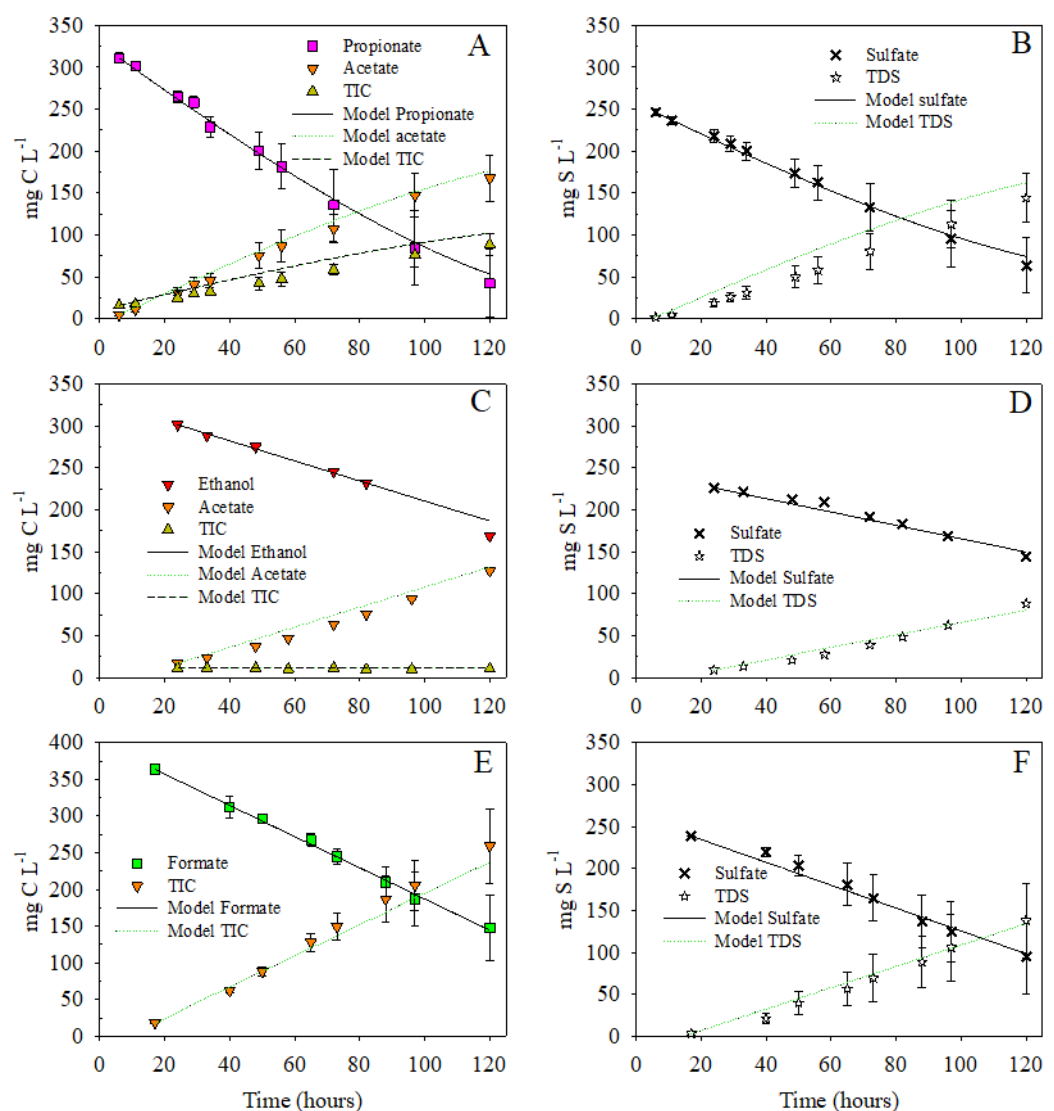 A
350
300
250
200
150
100
50
0
mg C L⁻¹
Propionate
Acetate
TIC
Model Propionate
Model acetate
Model TIC
0 20 40 60 80 100 120
B
350
300
250
200
150
100
50
0
mg S L⁻¹
Sulfate
TDS
Model sulfate
Model TDS
0 20 40 60 80 100 120
C
350
300
250
200
150
100
50
0
mg C L⁻¹
Ethanol
Acetate
TIC
Model Ethanol
Model Acetate
Model TIC
0 20 40 60 80 100 120
D
350
300
250
200
150
100
50
0
mg S L⁻¹
Sulfate
TDS
Model Sulfate
Model TDS
0 20 40 60 80 100 120
E
400
350
300
250
200
150
100
50
0
mg C L⁻¹
Formate
TIC
Model Formate
Model TIC
0 20 40 60 80 100 120
Time (hours)
F
350
300
250
200
150
100
50
0
mg S L⁻¹
Sulfate
TDS
Model Sulfate
Model TDS
0 20 40 60 80 100 120
Time (hours)